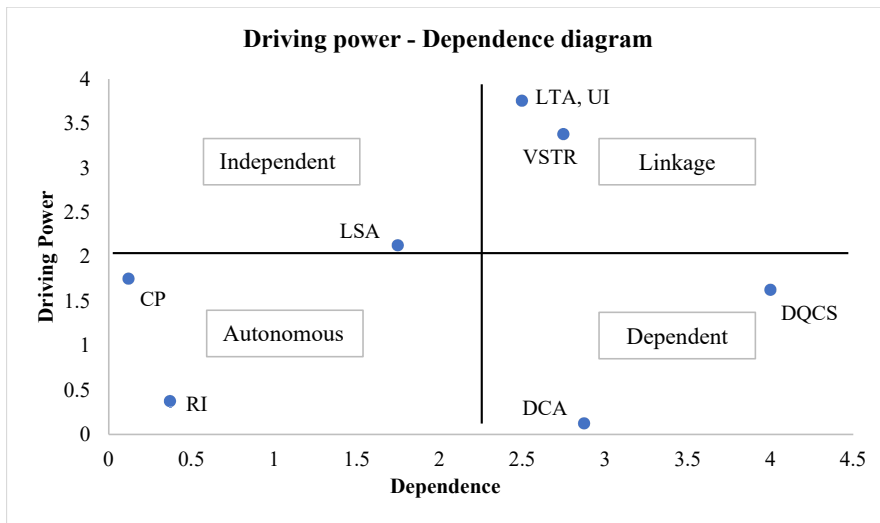 Driving power - Dependence diagram
4
3.5
3
2.5
2
1.5
1
0.5
0
Driving Power
LTA, UI
VSTR
Independent
Linkage
LSA
CP
DQCS
Autonomous
Dependent
RI
DCA
0 0.5 1 1.5 2 2.5 3 3.5 4 4.5
Dependence